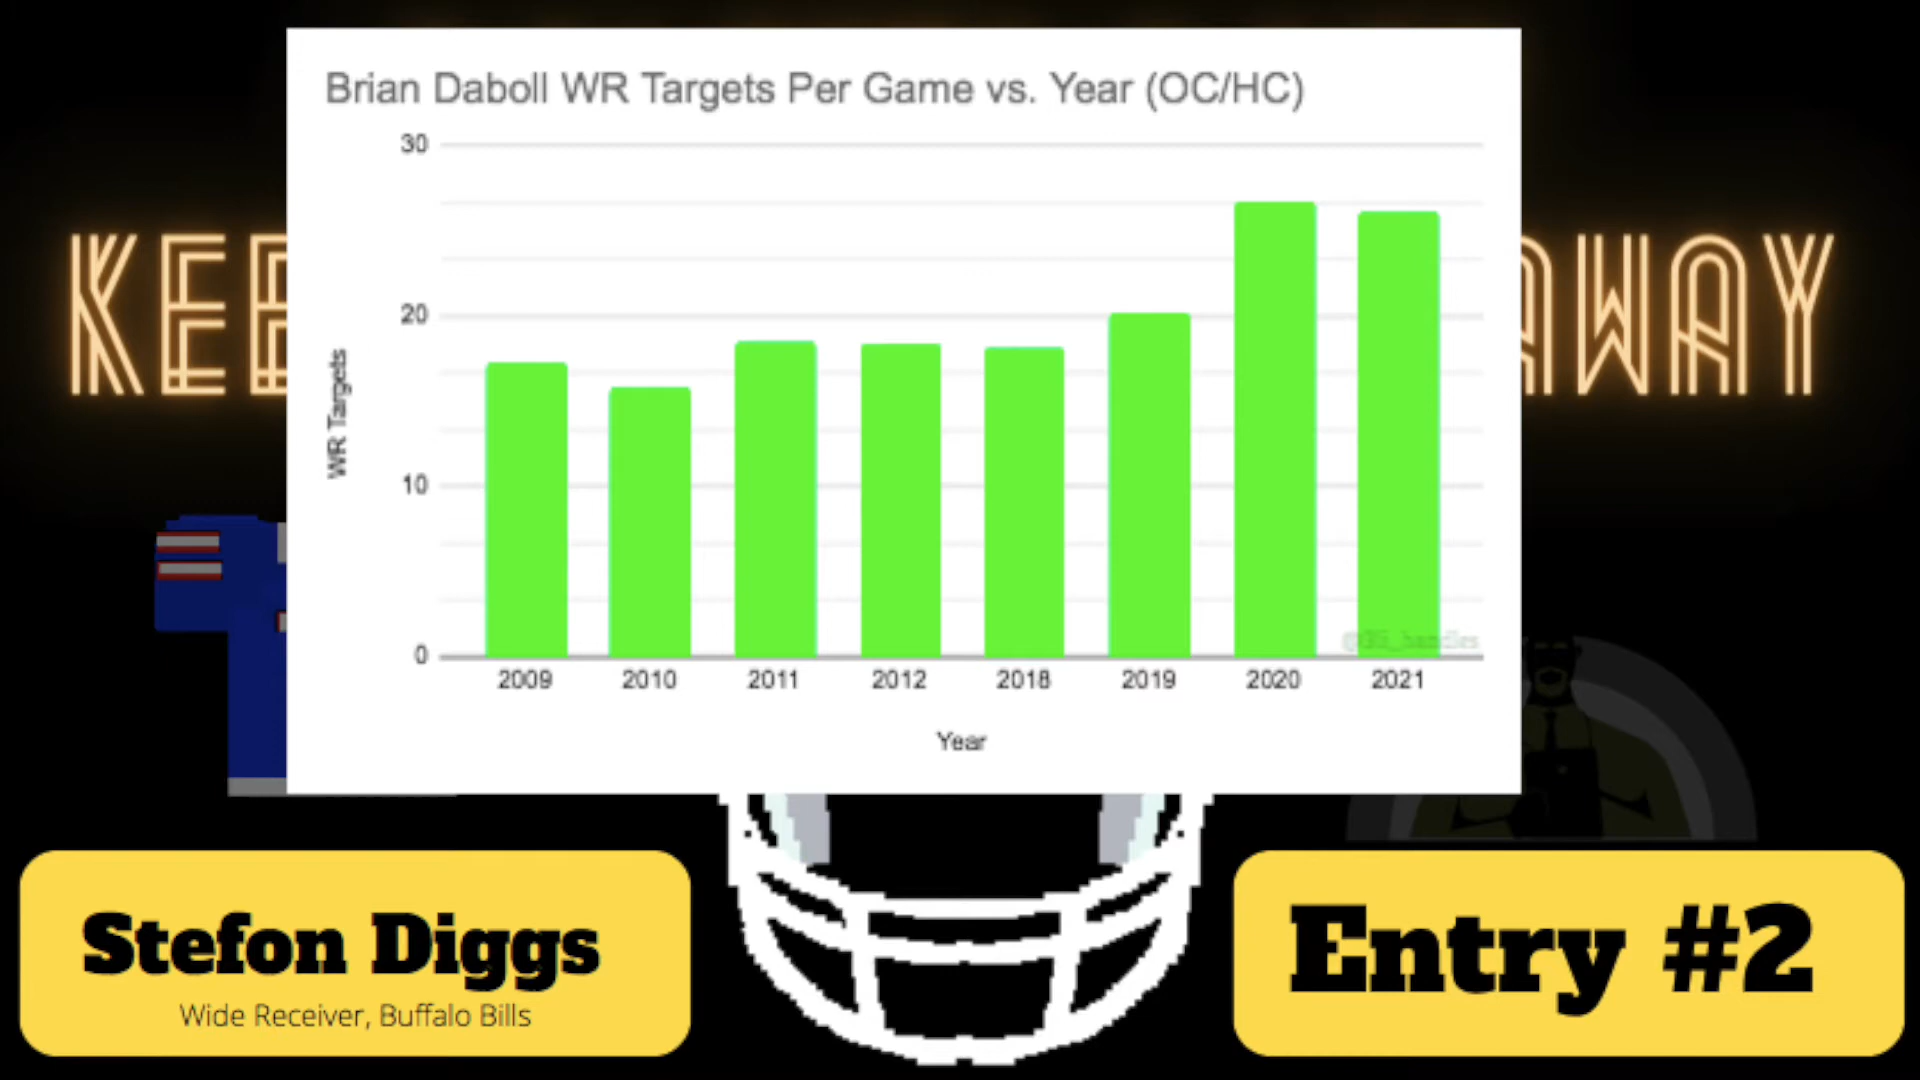 Brian Daboll WR Targets Per Game vs. Year (OC/HC)
30
20
10
0
WR Targets
2009 2010 2011 2012 2018 2019 2020 2021
Year
AWAY
Stefon Diggs
Wide Receiver, Buffalo Bills
Entry #2